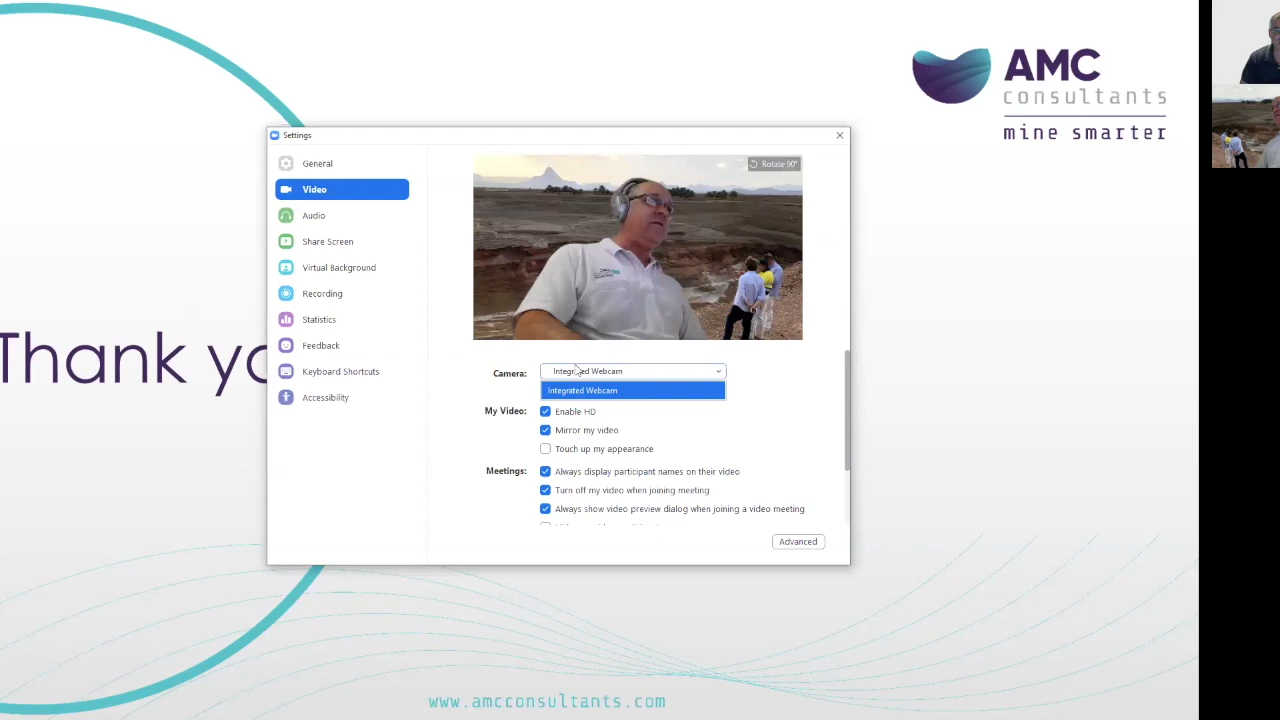 AMC
consultants
mine smarter
Settings
General
Video
Audio
Share Screen
Virtual Background
Recording
Statistics
Feedback
Keyboard Shortcuts
Accessibility
Rotate 90°
Camera:
Integrated Webcam
Integrated Webcam
My Video:
Enable HD
Mirror my video
Touch up my appearance
Meetings:
Always display participant names on their video
Turn off my video when joining meeting
Always show video preview dialog when joining a video meeting
Advanced
Thank yo
www.amcconsultants.com